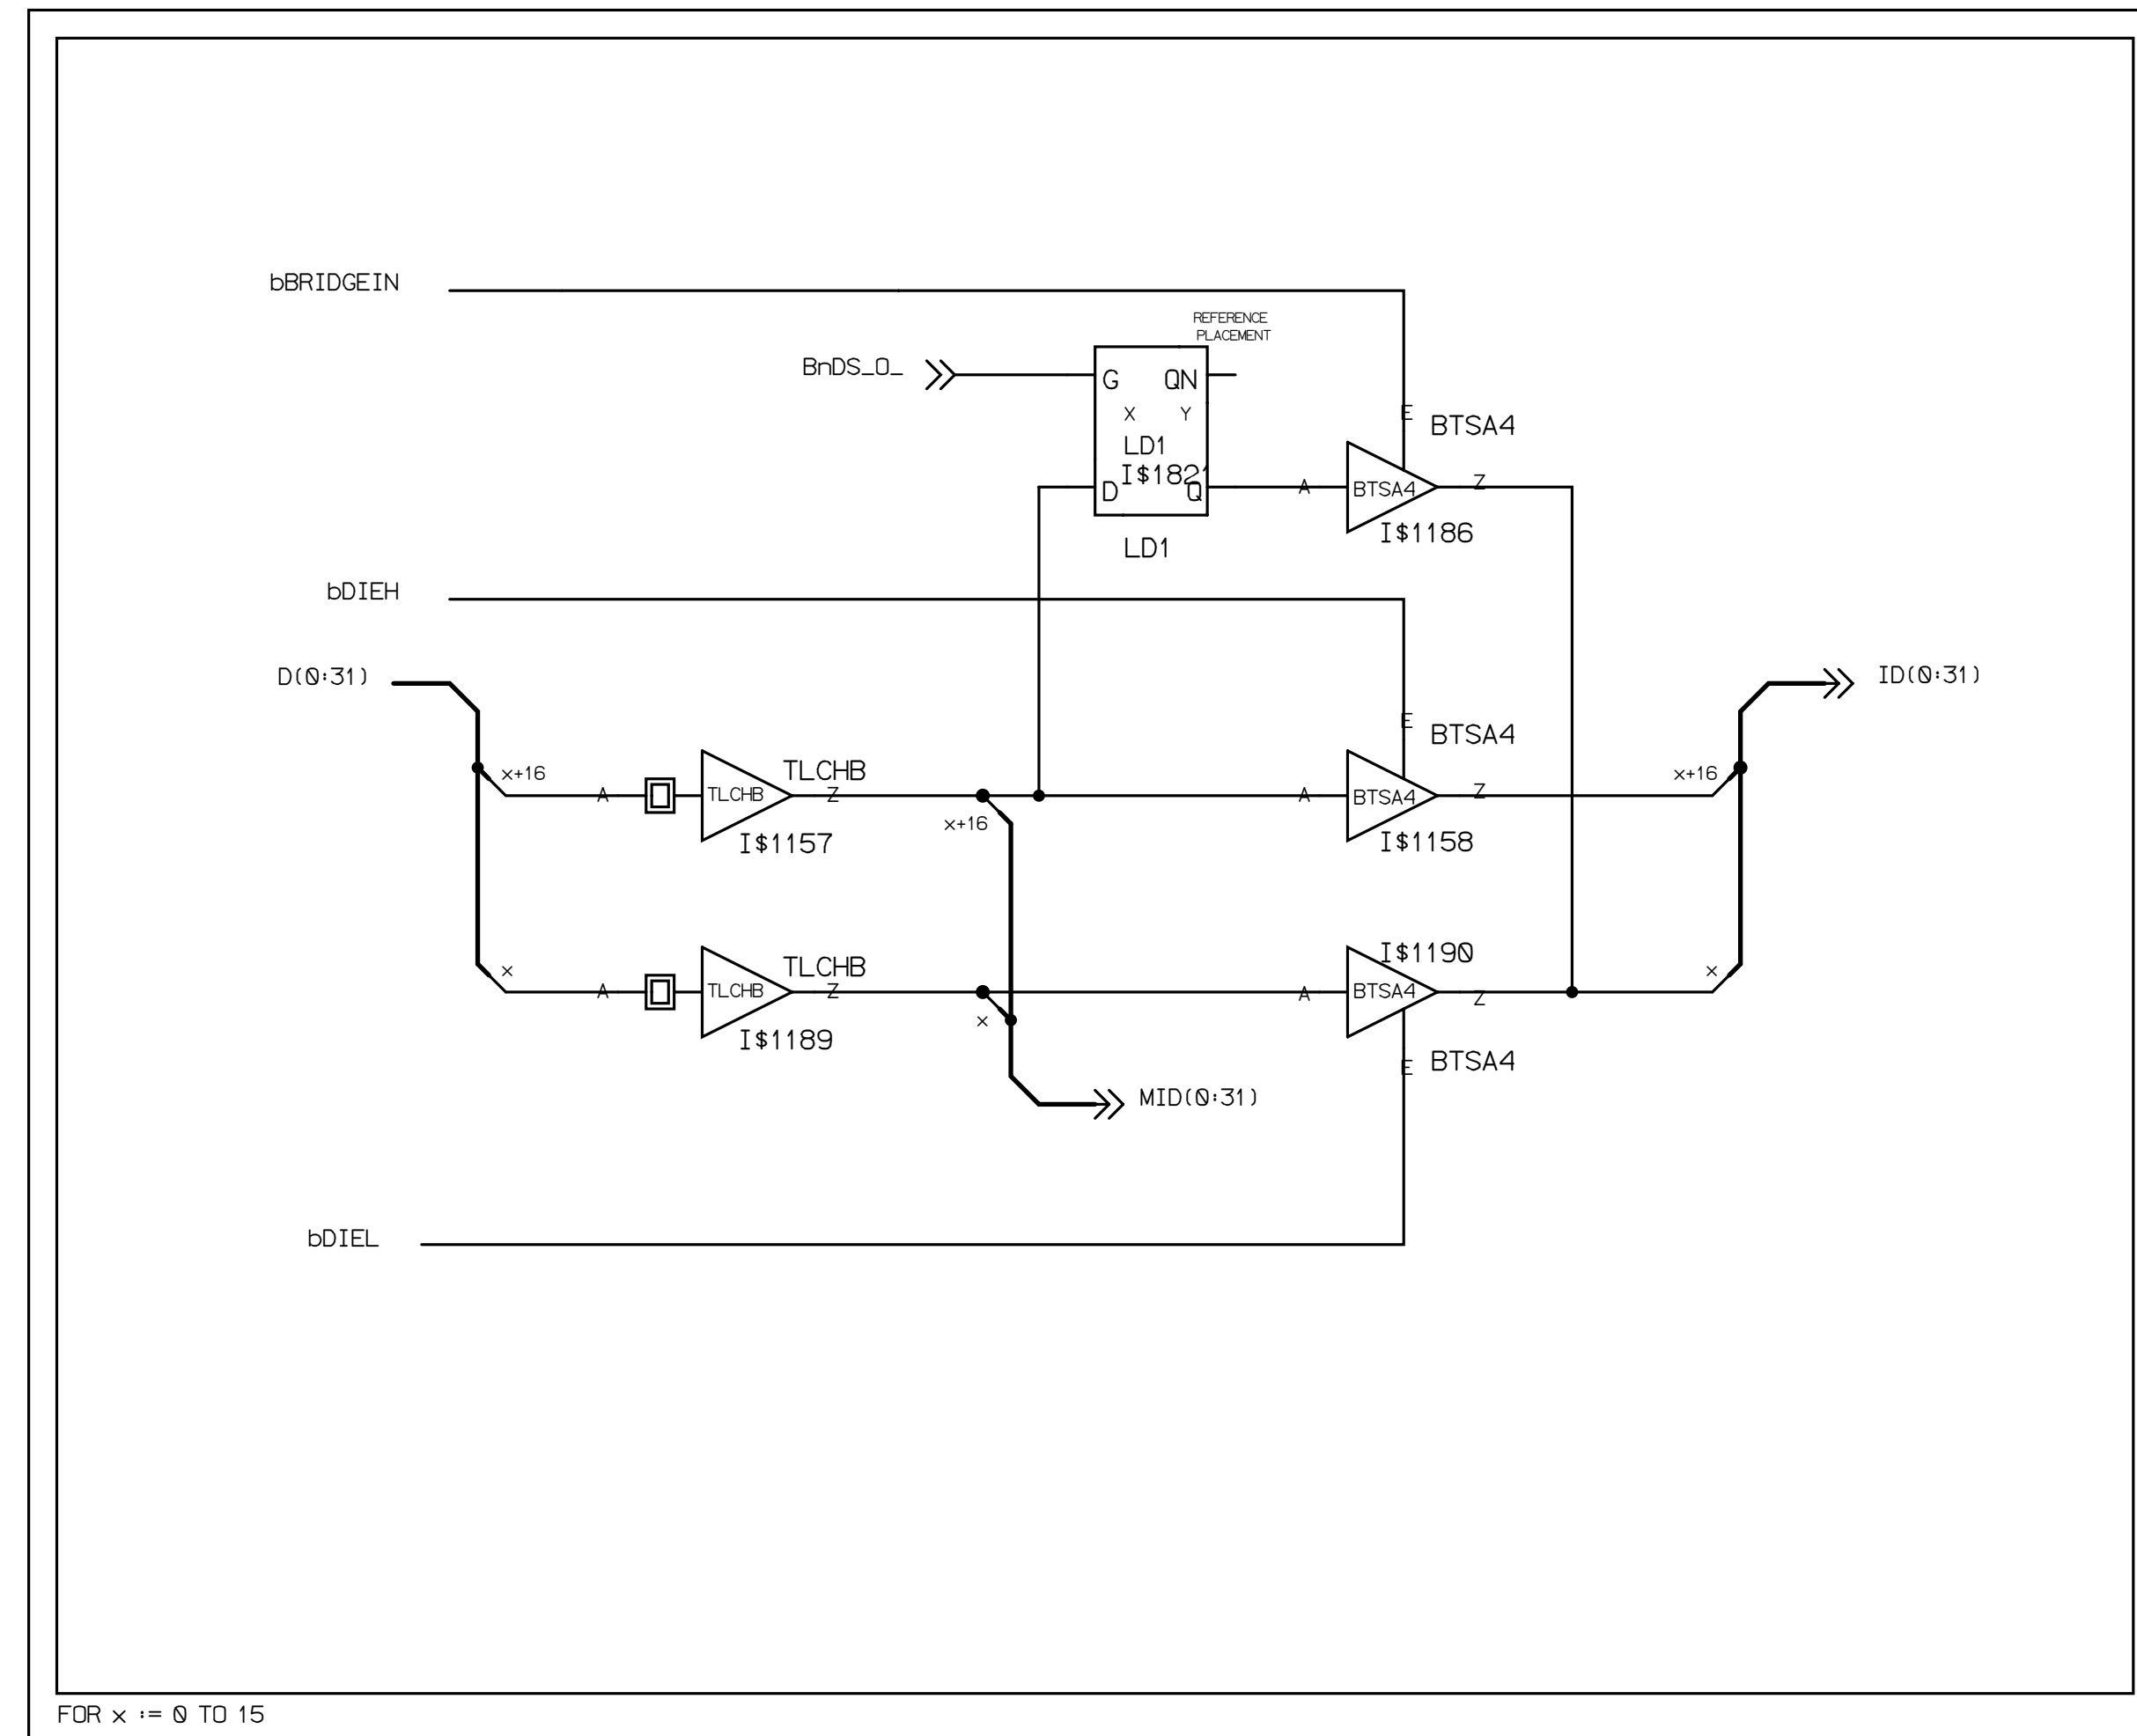 bBRIDGEIN
REFERENCE
PLACEMENT
BnDS_0_
G QN
X Y
LD1
I$1821
D Q
LD1
E BTSA4
A BTSA4 Z
I$1186
bDIEH
D(0:31)
ID(0:31)
E BTSA4
x+16
A
TLCHB
TLCHB
Z
x+16
I$1157
A BTSA4 Z
I$1158
x+16
x
A
TLCHB
TLCHB
Z
x
I$1189
I$1190
A BTSA4 Z
x
E BTSA4
MID(0:31)
bDIEL
FOR x := 0 TO 15